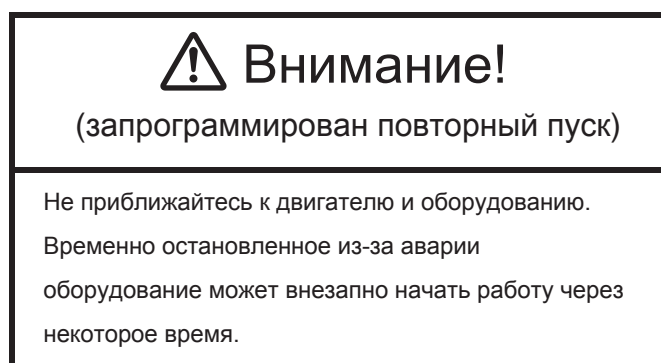 Внимание!
(запрограммирован повторный пуск)
Не приближайтесь к двигателю и оборудованию.
Временно остановленное из-за аварии
оборудование может внезапно начать работу через
некоторое время.